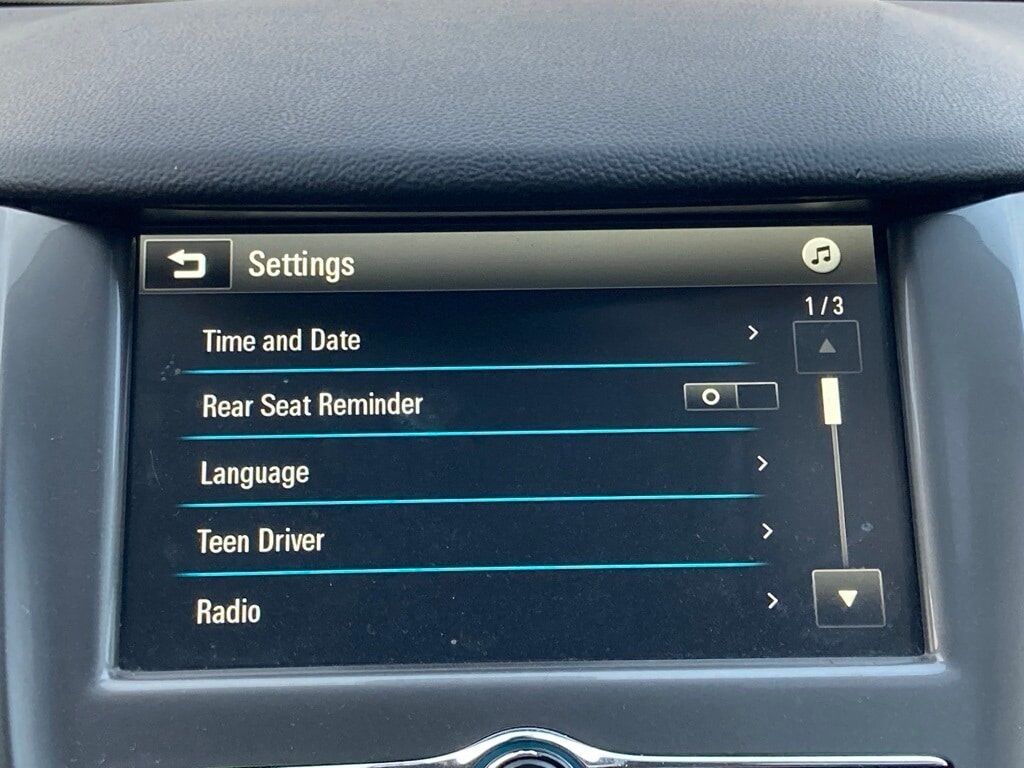 Settings
1/3
Time and Date
Rear Seat Reminder
Language
Teen Driver
Radio